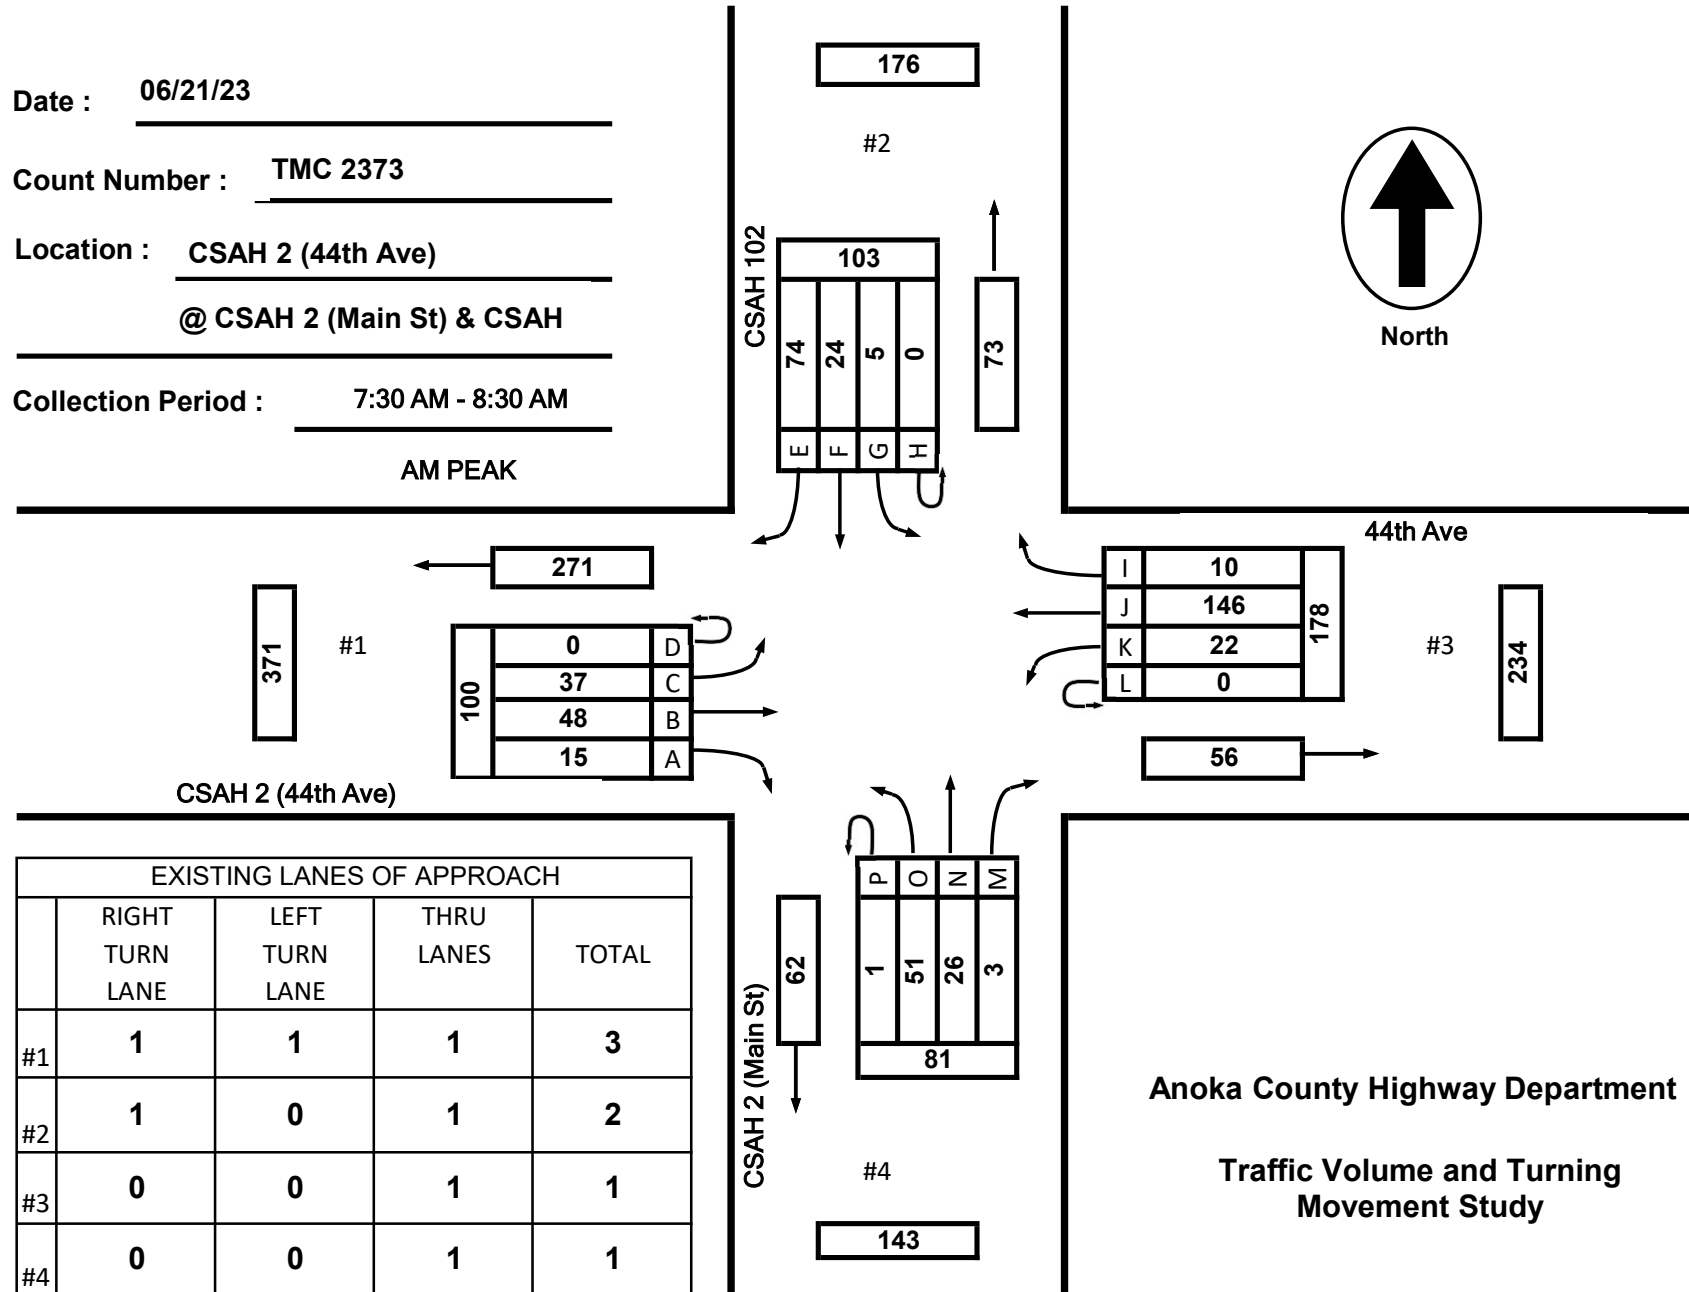 Date : 06/21/23
Count Number : TMC 2373
Location : CSAH 2 (44th Ave)
@ CSAH 2 (Main St) & CSAH
Collection Period : 7:30 AM - 8:30 AM
AM PEAK
176
#2
CSAH 102
103
74 24 5 0
E F G H
73
North
44th Ave
271
371
#1
100
0 D
37 C
48 B
15 A
CSAH 2 (44th Ave)
I 10
J 146
K 22
L 0
178
#3
234
56
EXISTING LANES OF APPROACH
RIGHT TURN LANE
LEFT TURN LANE
THRU LANES
TOTAL
#1 1 1 1 3
#2 1 0 1 2
#3 0 0 1 1
#4 0 0 1 1
62
CSAH 2 (Main St)
P O N M
1 51 26 3
81
#4
143
Anoka County Highway Department
Traffic Volume and Turning
Movement Study